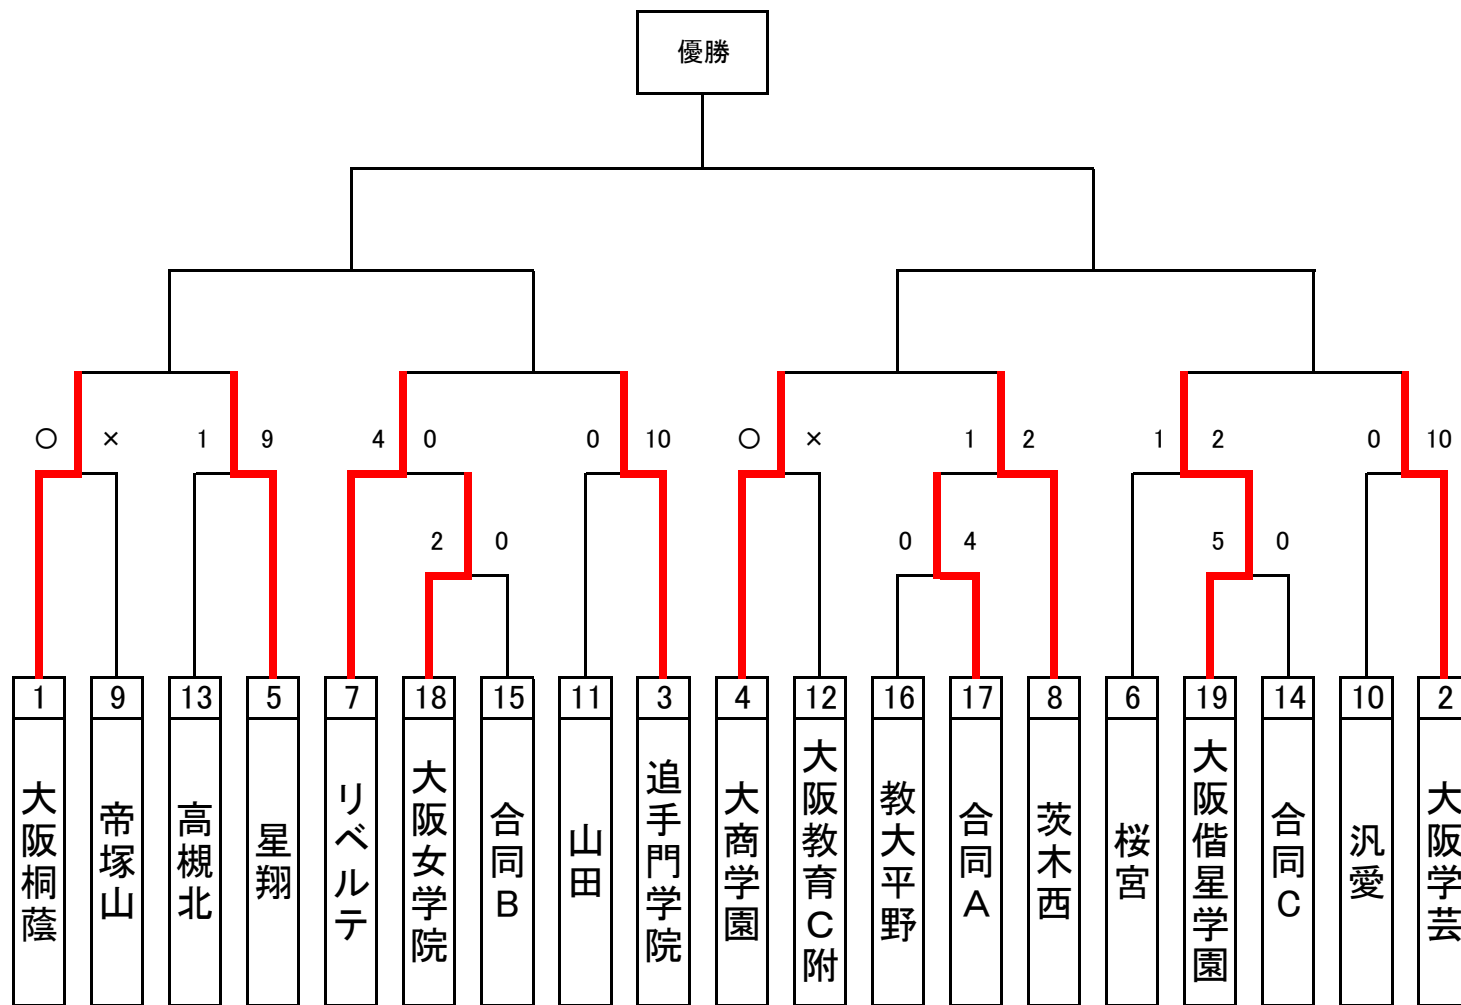 優勝
○ × 1 9 4 0 0 10 ○ × 1 2 1 2 0 10
2 0 0 4 5 0
1 9 13 5 7 18 15 11 3 4 12 16 17 8 6 19 14 10 2
大阪桐蔭
帝塚山
高槻北
星翔
リベルテ
大阪女学院
合同B
山田
追手門学院
大商学園
大阪教育C附
教大平野
合同A
茨木西
桜宮
大阪偕星学園
合同C
汎愛
大阪学芸